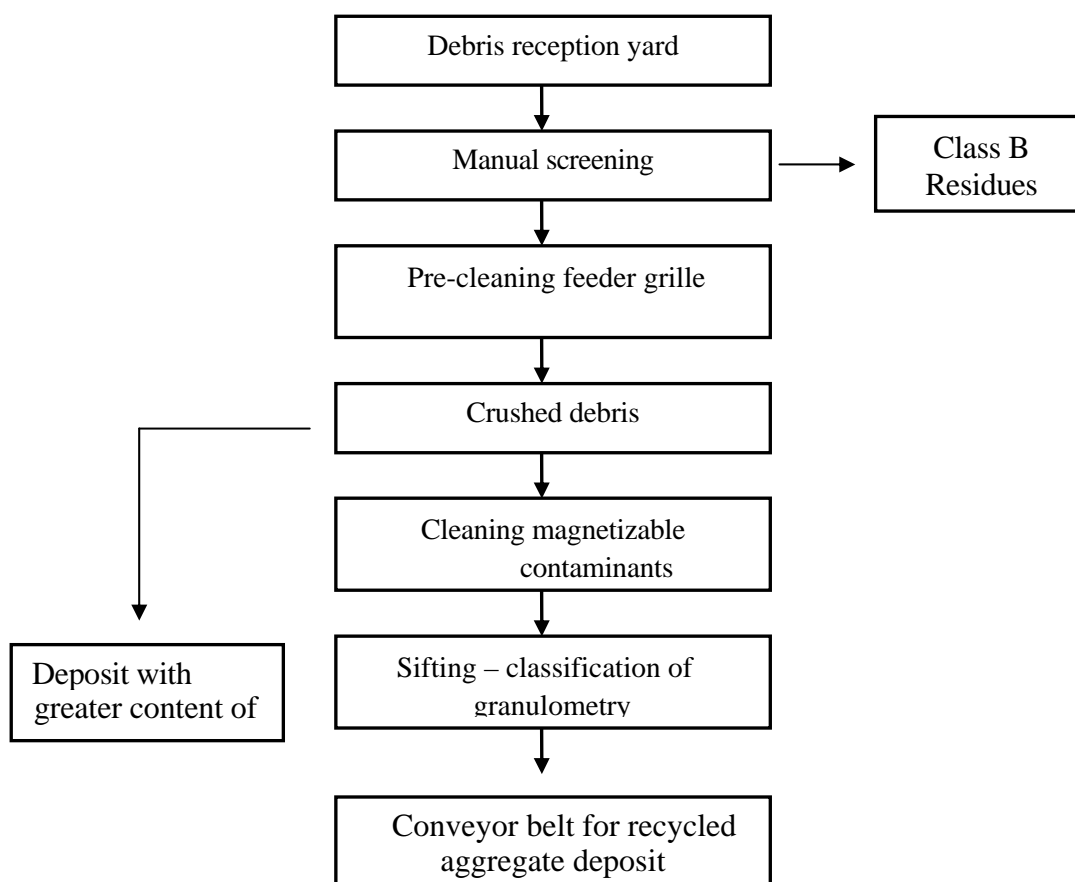 Debris reception yard
Manual screening
Class B
Residues
Pre-cleaning feeder grille
Crushed debris
Cleaning magnetizable
contaminants
Deposit with
greater content of
Sifting – classification of
granulometry
Conveyor belt for recycled
aggregate deposit